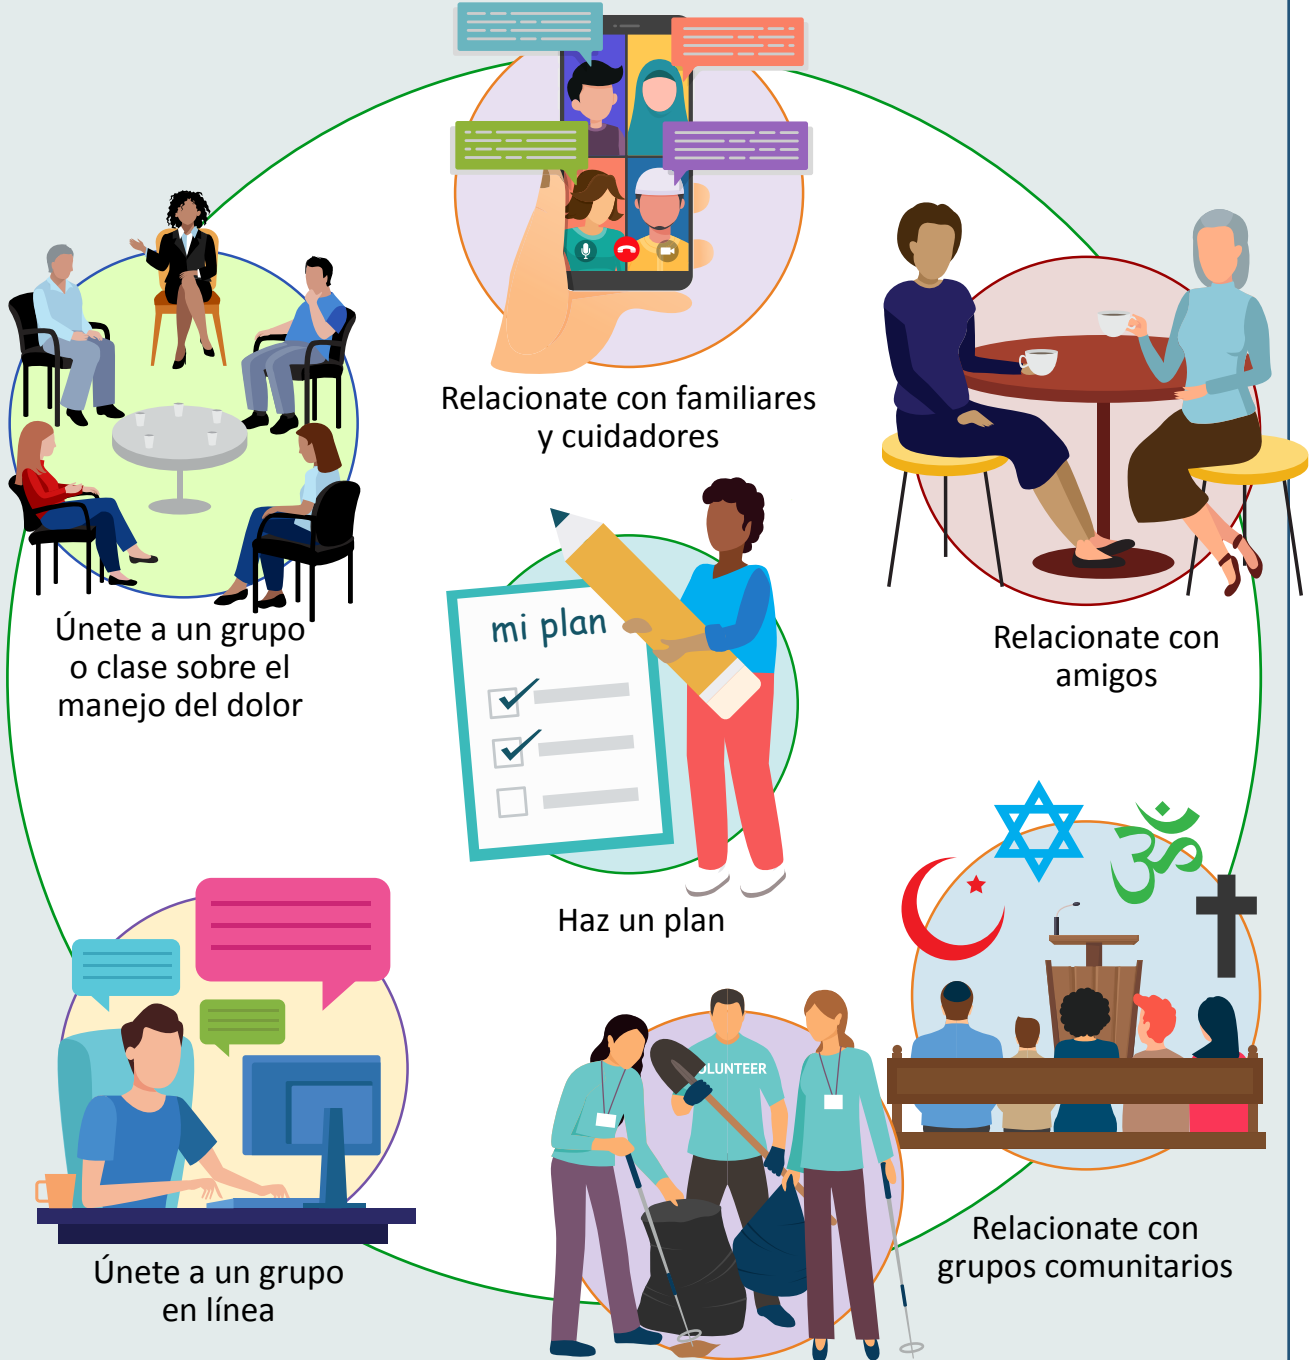 Relacionate con familiares
y cuidadores
Únete a un grupo
o clase sobre el
manejo del dolor
mi plan
Relacionate con
amigos
Haz un plan
OLUNTEER
Relacionate con
grupos comunitarios
Únete a un grupo
en línea